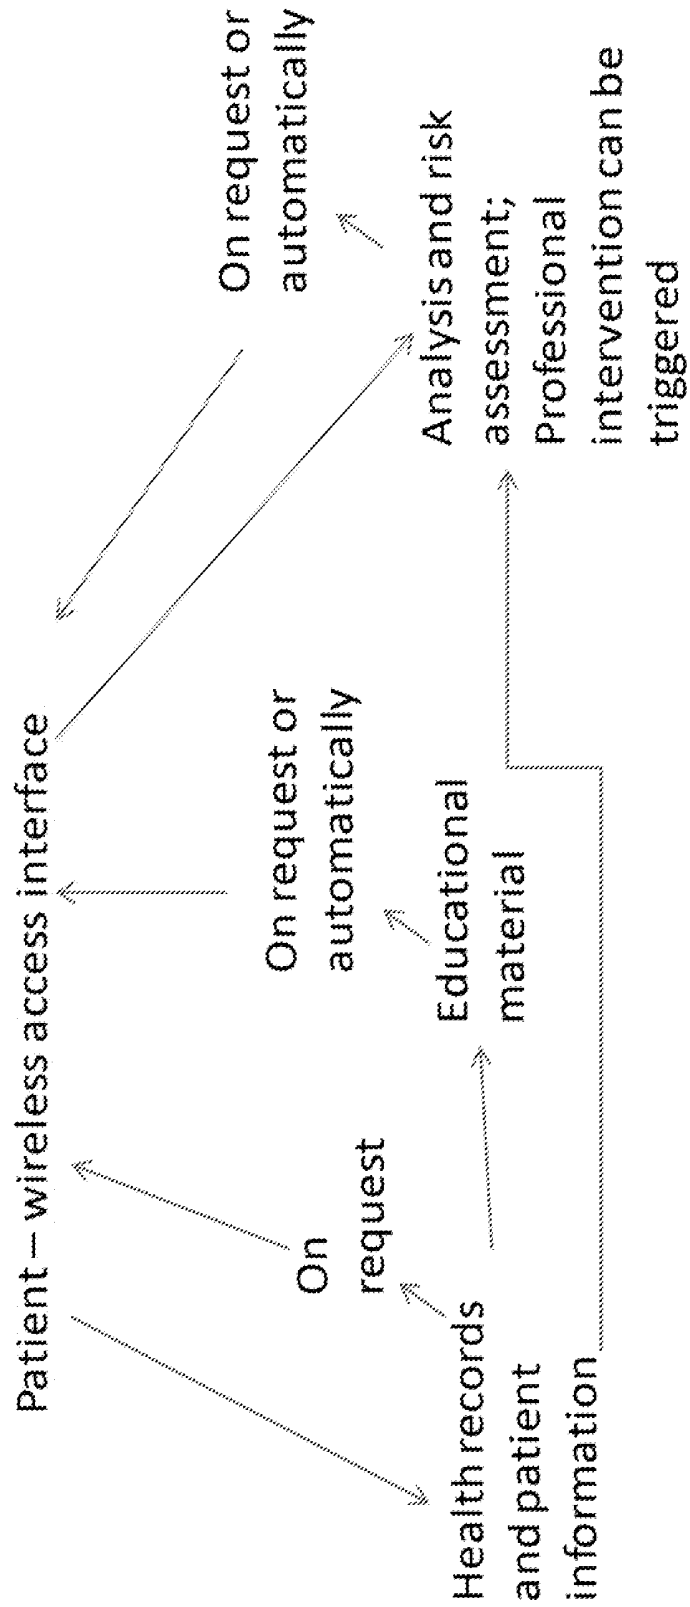 Patient – wireless access interface
On
request
On request or
automatically
On request or
automatically
Health records
and patient
information
Educational
material
Analysis and risk
assessment;
Professional
intervention can be
triggered